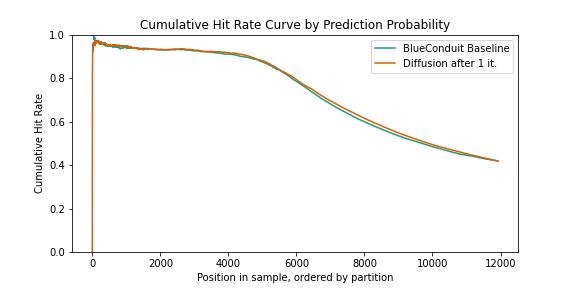 Cumulative Hit Rate Curve by Prediction Probability
1.0
0.8
0.6
0.4
0.2
0.0
Cumulative Hit Rate
BlueConduit Baseline
Diffusion after 1 it.
0 2000 4000 6000 8000 10000 12000
Position in sample, ordered by partition